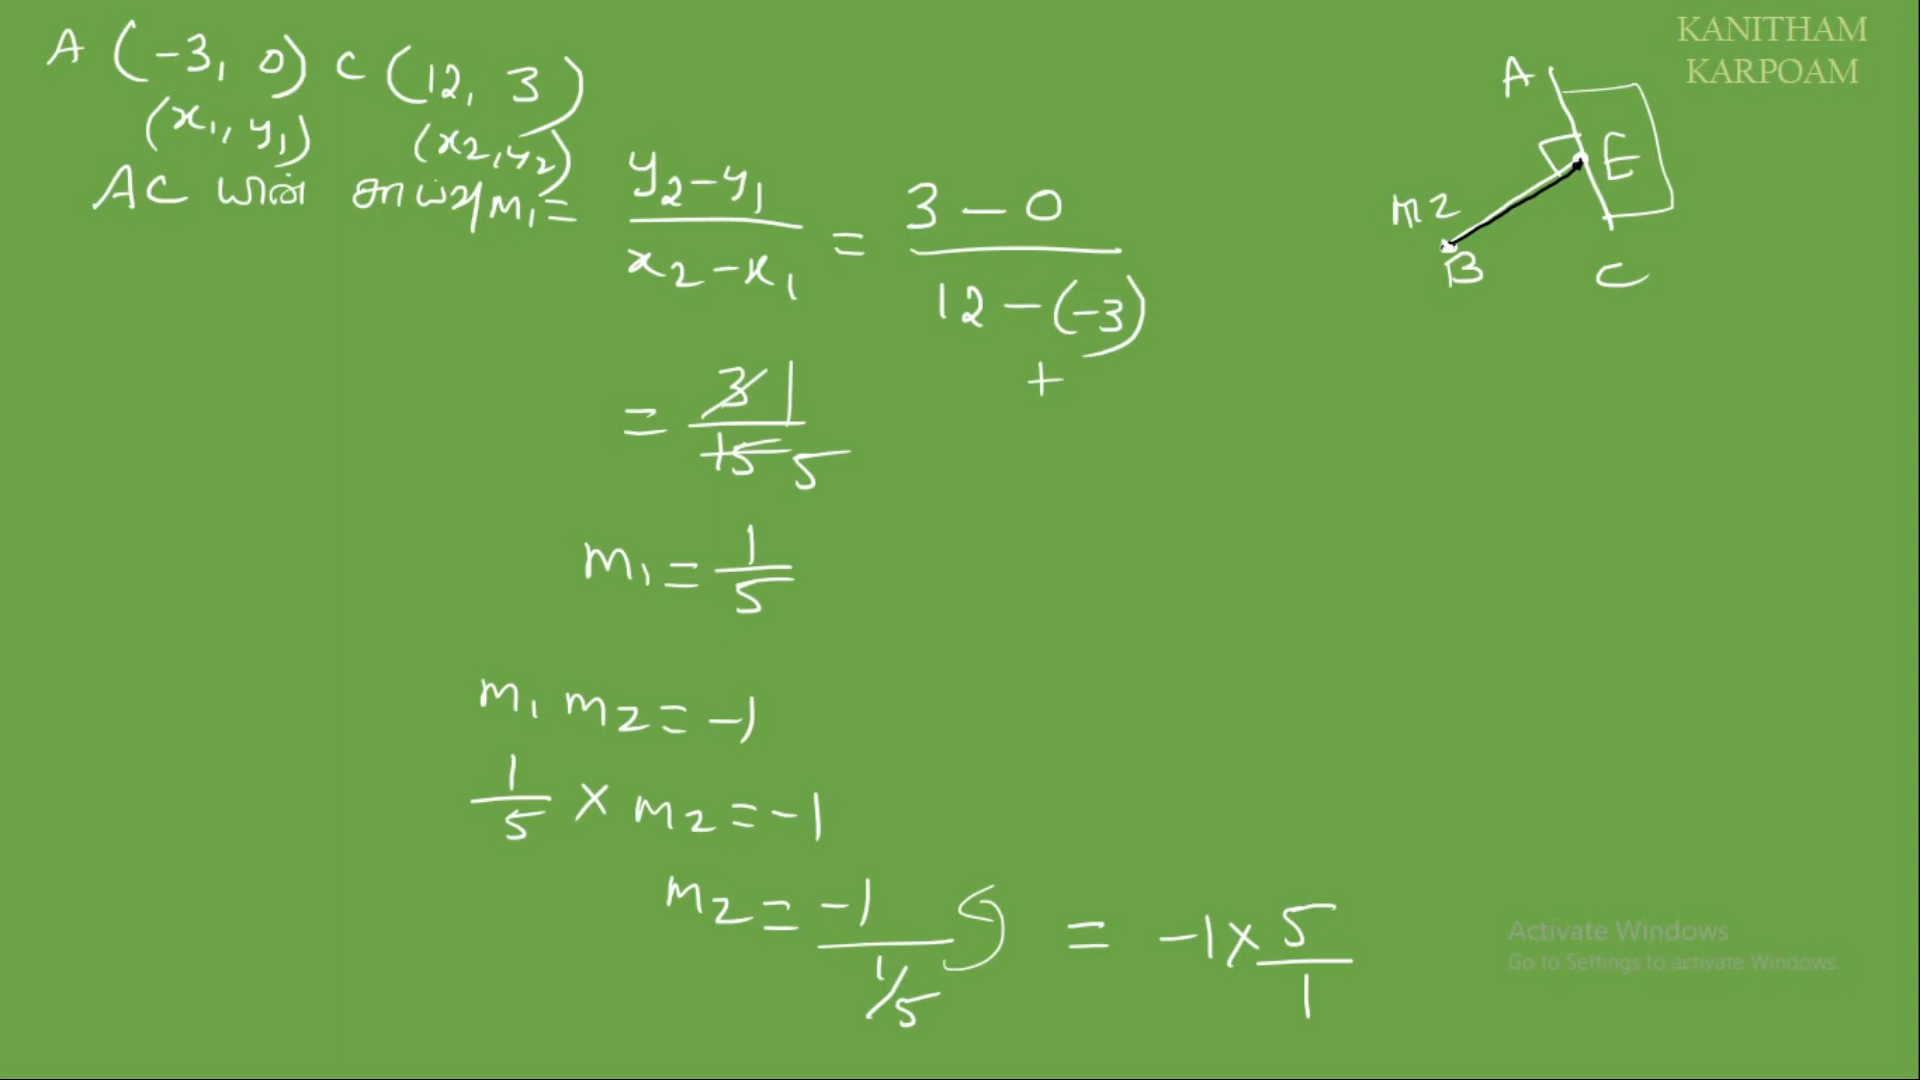 A (-3, 0) C (12, 3)
(x₁, y₁) (x₂, y₂)
AC யின் சாய்வு m₁ = y₂-y₁ / x₂-x₁ = 3-0 / 12-(-3)
+
= 3 1 / 15 5
m₁ = 1/5
m₁ m₂ = -1
1/5 × m₂ = -1
m₂ = -1 / 1/5 = -1 × 5/1
KANITHAM
KARPOAM
A
E
m2
B
C
Activate Windows
Go to Settings to activate Windows.